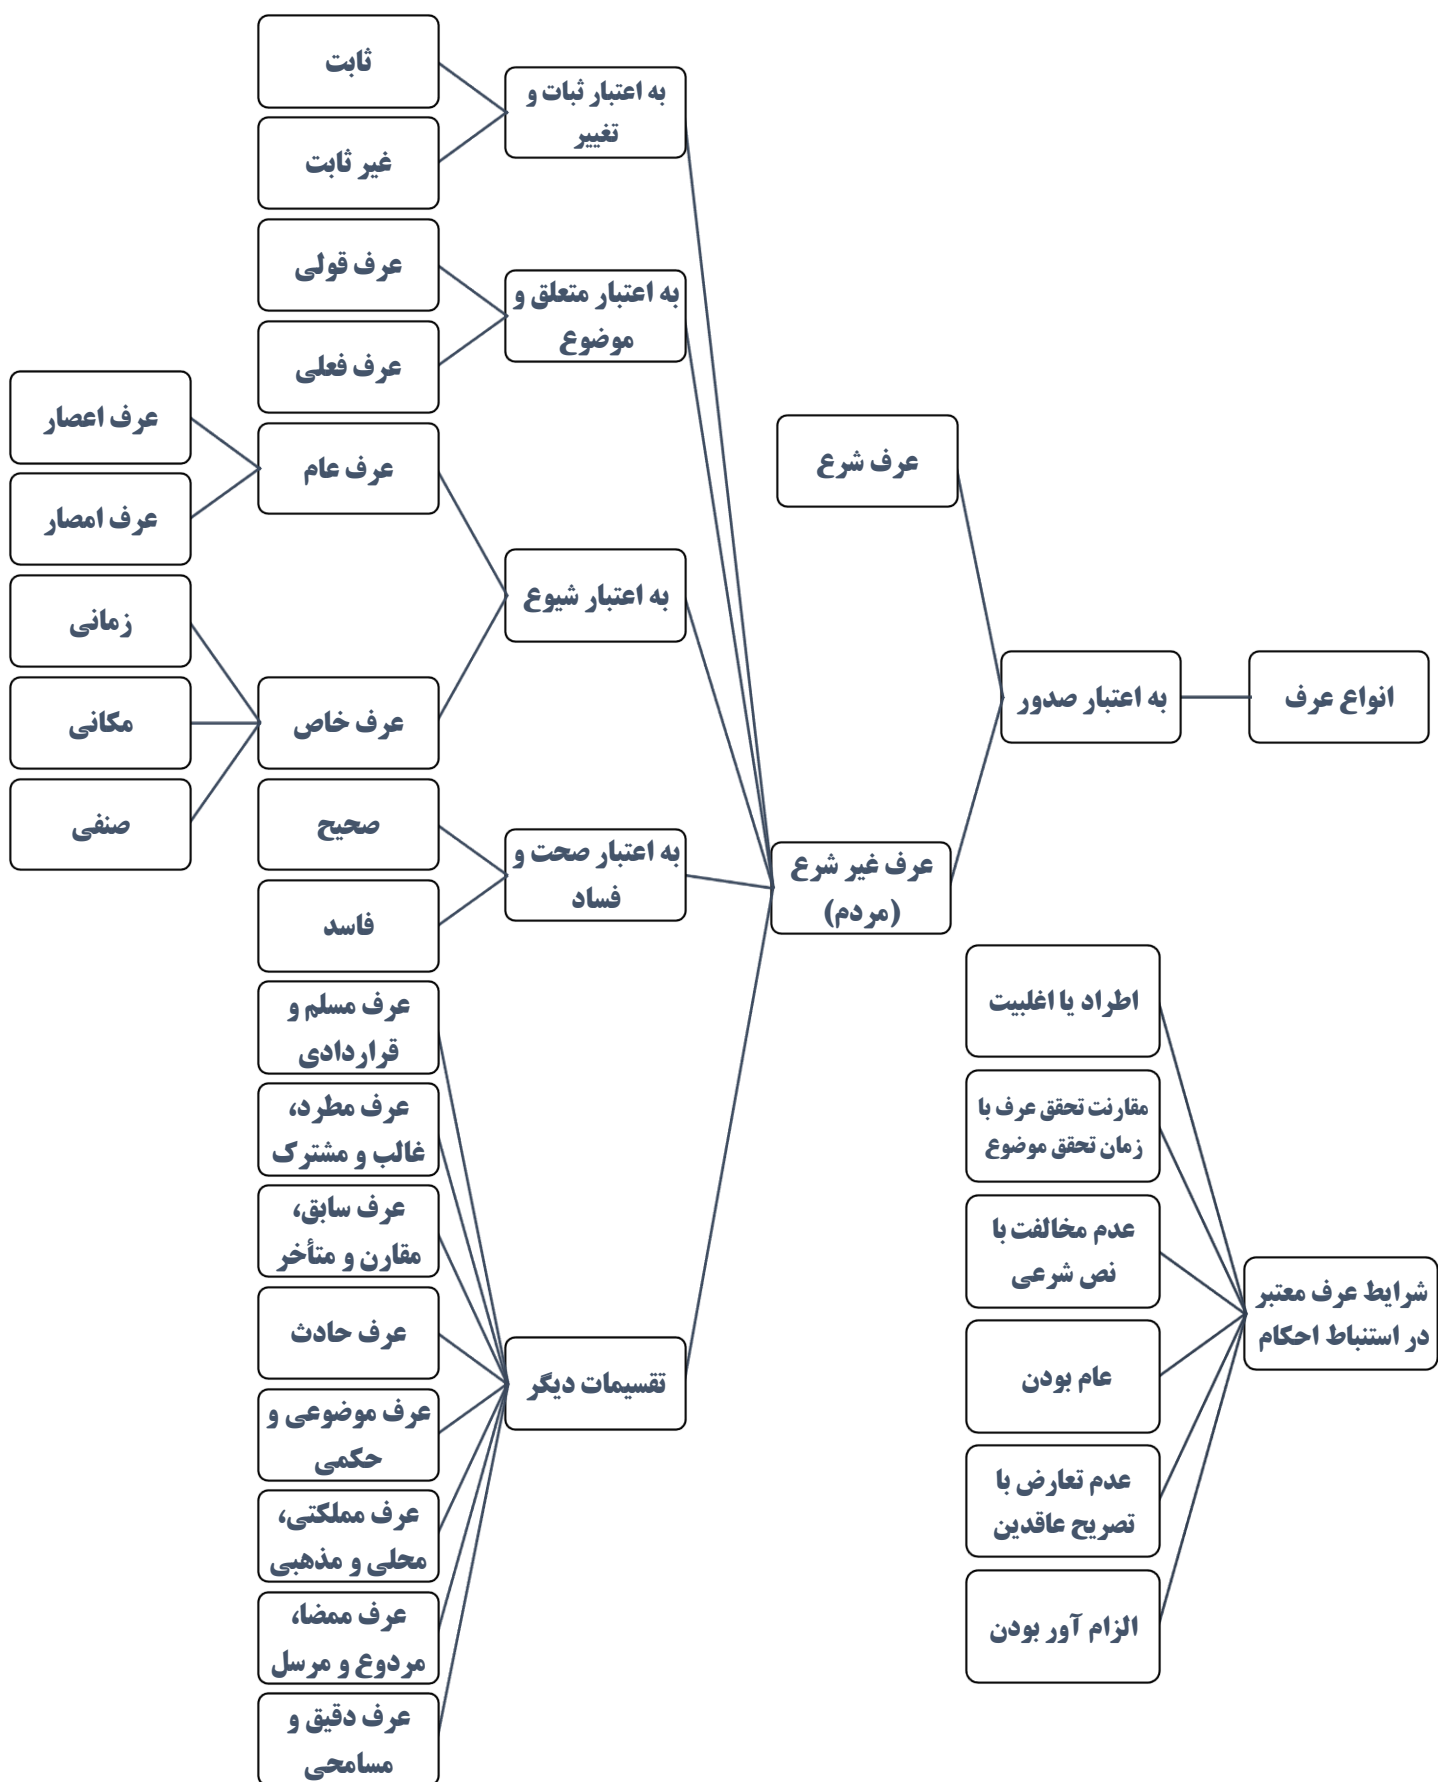 انواع عرف
به اعتبار صدور
عرف شرع
عرف غیر شرع
(مردم)
به اعتبار ثبات و
تغییر
ثابت
غیر ثابت
به اعتبار متعلق و
موضوع
عرف قولی
عرف فعلی
به اعتبار شیوع
عرف عام
عرف اعصار
عرف امصار
عرف خاص
زمانی
مکانی
صنفی
به اعتبار صحت و
فساد
صحیح
فاسد
تقسیمات دیگر
عرف مسلم و
قراردادی
عرف مطرد،
غالب و مشترک
عرف سابق،
مقارن و متأخر
عرف حادث
عرف موضوعی و
حکمی
عرف مملکتی،
محلی و مذهبی
عرف ممضا،
مردوع و مرسل
عرف دقیق و
مسامحی
شرایط عرف معتبر
در استنباط احکام
اطراد یا اغلبیت
مقارنت تحقق عرف با
زمان تحقق موضوع
عدم مخالفت با
نص شرعی
عام بودن
عدم تعارض با
تصریح عاقدین
الزام آور بودن